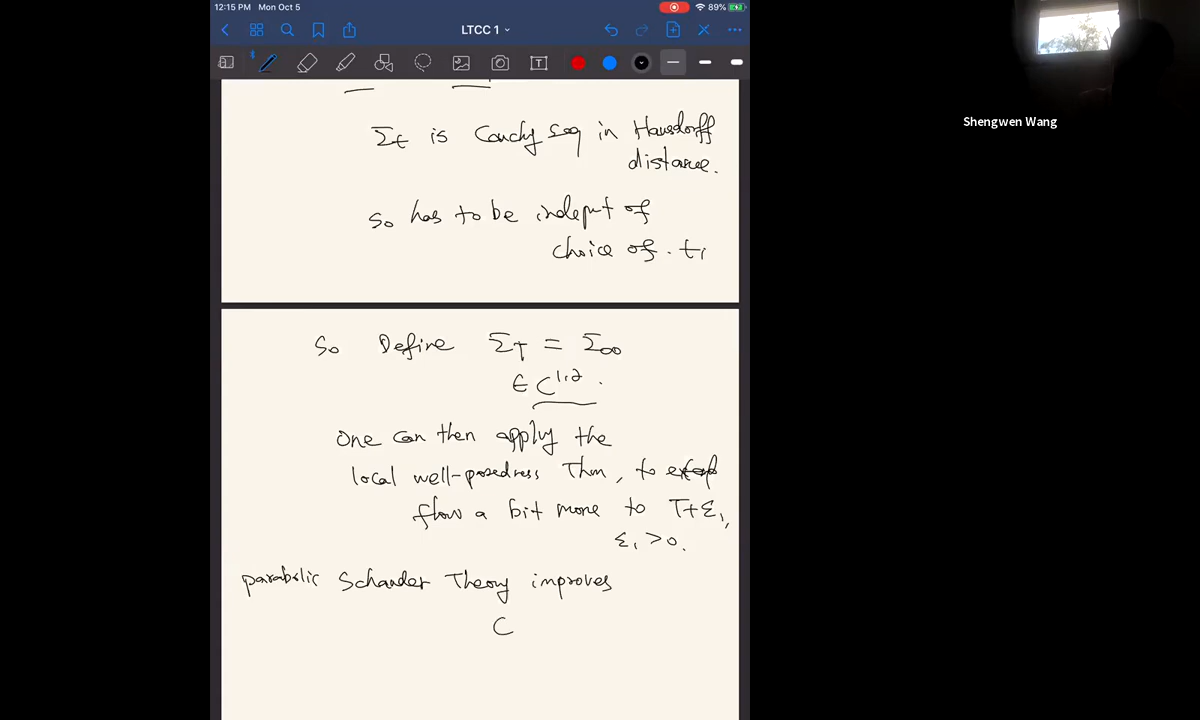 12:15 PM Mon Oct 5
89%
LTCC 1
T
Σt is Cauchy seq in Hausdorff
distance.
so has to be indept of
choice of. ti
So Define ΣT = Σ∞
∈ C^1,α.
One can then apply the
local well-posedness Thm, to
flow a bit more to T+ε1,
ε1 >0.
parabolic Schauder Theory improves
C
Shengwen Wang